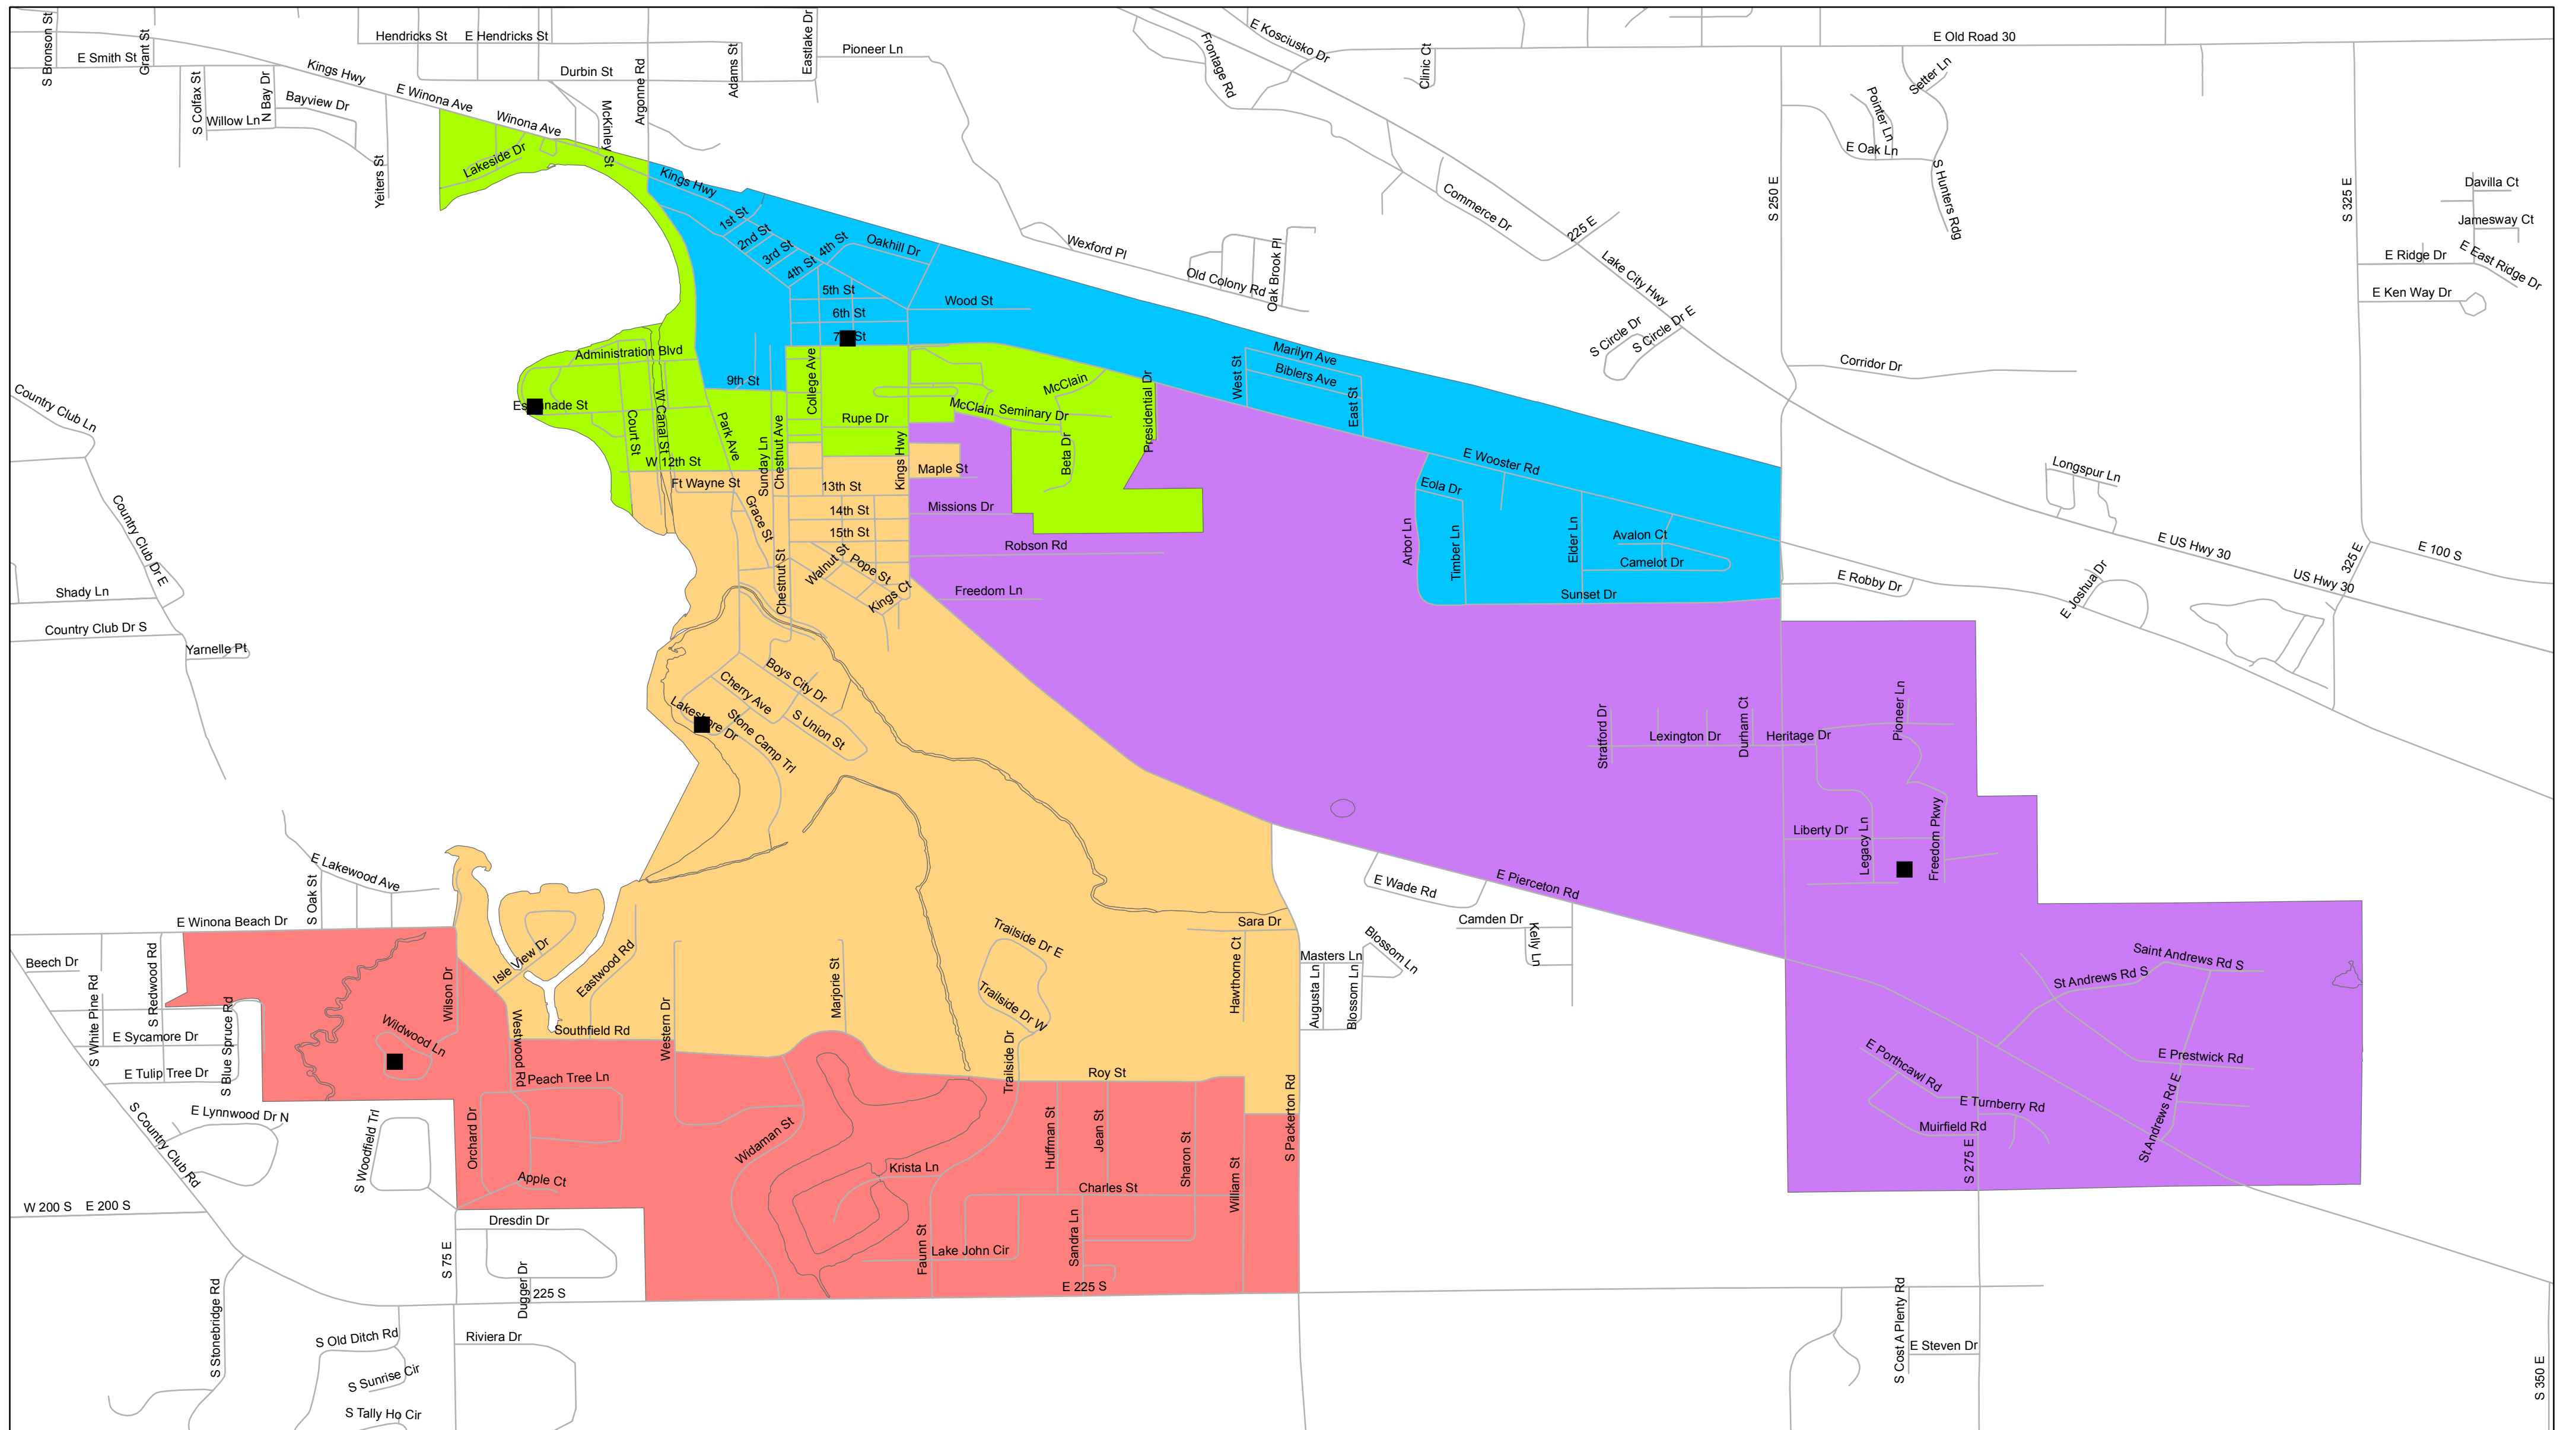 S Bronson St
E Smith St
Grant St
Kings Hwy
Hendricks St
E Hendricks St
Durbin St
Argonne Rd
Adams St
Eastlake Dr
Pioneer Ln
Frontage Rd
E Kosciusko Dr
Clinic Ct
E Old Road 30
Setter Ln
Pointer Ln
E Oak Ln
S Hunters Rdg
S Colfax St
Willow Ln
N Bay Dr
Bayview Dr
E Winona Ave
Winona Ave
McKinley St
Yeiters St
Lakeside Dr
Kings Hwy
1st St
2nd St
3rd St
4th St
4th St
Oakhill Dr
5th St
6th St
Wood St
Wexford Pl
Old Colony Rd
Oak Brook Pl
Commerce Dr
225 E
Lake City Hwy
S Circle Dr
S Circle Dr E
S 250 E
S 325 E
Davilla Ct
Jamesway Ct
E Ridge Dr
E East Ridge Dr
E Ken Way Dr
Corridor Dr
Administration Blvd
9th St
College Ave
McClain
McClain
Seminary Dr
Presidential Dr
Marilyn Ave
Biblers Ave
West St
East St
Court St
W Canal St
Park Ave
Sunday Ln
Chestnut Ave
Rupe Dr
Kings Hwy
Beta Dr
W 12th St
Ft Wayne St
Maple St
13th St
14th St
15th St
Grace St
Missions Dr
Robson Rd
Walnut St
Pope St
Kings Ct
Chestnut St
Freedom Ln
E Wooster Rd
Eola Dr
Arbor Ln
Timber Ln
Elder Ln
Avalon Ct
Camelot Dr
Sunset Dr
E Robby Dr
E Joshua Dr
Longspur Ln
E US Hwy 30
US Hwy 30
325 E
E 100 S
Country Club Ln
Country Club Dr E
Shady Ln
Country Club Dr S
Yarnelle Pt
Boys City Dr
Cherry Ave
S Union St
Stone Camp Trl
Stratford Dr
Lexington Dr
Durham Ct
Heritage Dr
Pioneer Ln
Liberty Dr
Legacy Ln
Freedom Pkwy
E Lakewood Ave
S Oak St
E Winona Beach Dr
Beech Dr
S White Pine Rd
S Redwood Rd
E Sycamore Dr
E Tulip Tree Dr
S Blue Spruce Rd
E Lynnwood Dr N
S Country Club Rd
W 200 S
E 200 S
S Woodfield Trl
Wildwood Ln
Wilson Dr
Isle View Dr
Eastwood Rd
Southfield Rd
Westwood Rd
Western Dr
Marjorie St
Trailside Dr E
Trailside Dr W
Trailside Dr
Sara Dr
Hawthorne Ct
Masters Ln
Augusta Ln
Blossom Ln
Blossom Ln
E Wade Rd
E Pierceton Rd
Camden Dr
Kelly Ln
Roy St
S Packerton Rd
Peach Tree Ln
Orchard Dr
Apple Ct
Widaman St
Krista Ln
Huffman St
Jean St
Sharon St
William St
Charles St
Sandra Ln
Faunn St
Lake John Cir
E 225 S
Dresdin Dr
Dugger Dr
225 S
S 75 E
Riviera Dr
S Stonebridge Rd
S Old Ditch Rd
S Sunrise Cir
S Tally Ho Cir
Saint Andrews Rd S
St Andrews Rd S
E Prestwick Rd
St Andrews Rd E
E Porthcawl Rd
E Turnberry Rd
Muirfield Rd
S 275 E
S Cost A Plenty Rd
E Steven Dr
S 350 E